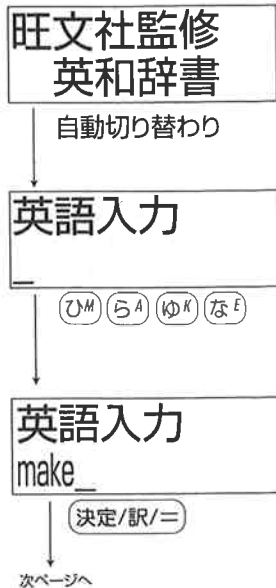 旺文社監修
英和辞書
自動切り替わり
英語入力
_
ひM らA ゆK なE
英語入力
make_
決定/訳/=
次ページへ